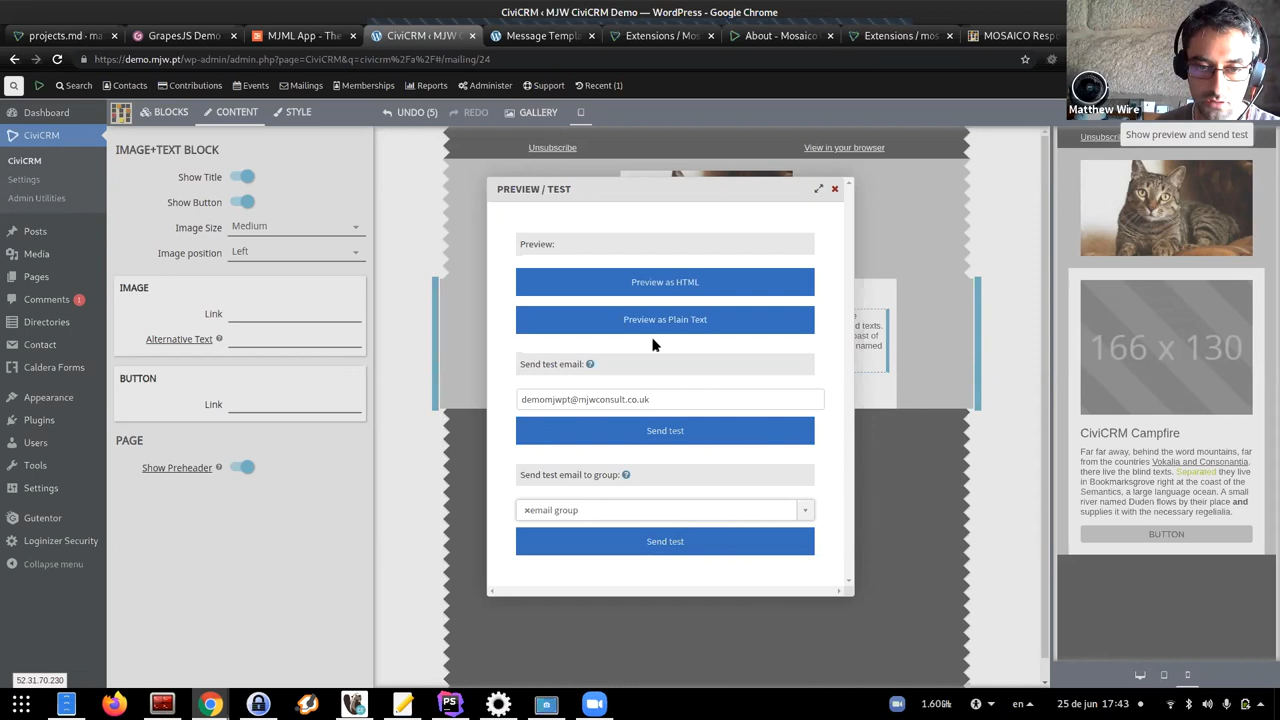 CiviCRM ‹ MJW CiviCRM Demo — WordPress - Google Chrome
projects.md - ma
GrapesJS Demo
MJML App - The
CiviCRM ‹ MJW C
Message Templa
Extensions / Mos
About - Mosaico
Extensions / mos
MOSAICO Resp
https://demo.mjw.pt/wp-admin/admin.php?page=CiviCRM&q=civicrm%2Fa%2F#/mailing/24
Search
Contacts
Contributions
Events
Mailings
Memberships
Reports
Administer
Support
Recent (1)
Matthew Wire
Dashboard
CiviCRM
CiviCRM
Settings
Admin Utilities
Posts
Media
Pages
Comments 1
Directories
Contact
Caldera Forms
Appearance
Plugins
Users
Tools
Settings
Gutentor
Loginizer Security
Collapse menu
52.31.70.230
BLOCKS
CONTENT
STYLE
UNDO (5)
REDO
GALLERY
IMAGE+TEXT BLOCK
Show Title
Show Button
Image Size
Medium
Image position
Left
IMAGE
Link
Alternative Text
BUTTON
Link
PAGE
Show Preheader
Unsubscribe
View in your browser
PREVIEW / TEST
Preview:
Preview as HTML
Preview as Plain Text
Send test email:
demomjwpt@mjwconsult.co.uk
Send test
Send test email to group:
×email group
Send test
d texts.
ast of
named
Unsubscri
Show preview and send test
166 x 130
CiviCRM Campfire
Far far away, behind the word mountains, far
from the countries Vokalia and Consonantia,
there live the blind texts. Separated they live
in Bookmarksgrove right at the coast of the
Semantics, a large language ocean. A small
river named Duden flows by their place and
supplies it with the necessary regelialia.
BUTTON
PS
1.60GHz
en
25 de jun 17:43